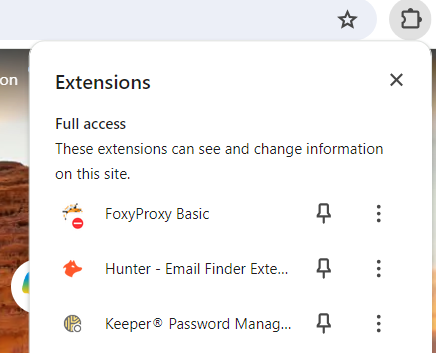 on
Extensions
Full access
These extensions can see and change information
on this site.
FoxyProxy Basic
Hunter - Email Finder Exte...
Keeper® Password Manag...